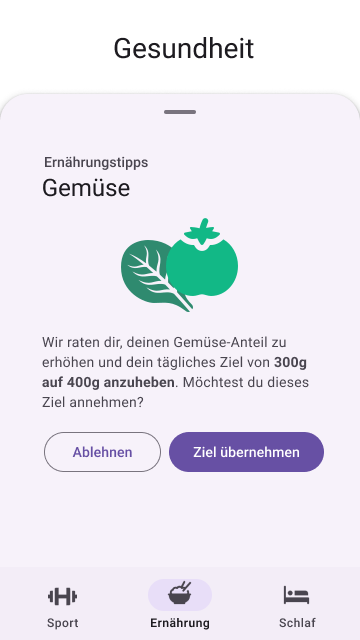 Gesundheit
Ernährungstipps
Gemüse
Wir raten dir, deinen Gemüse-Anteil zu
erhöhen und dein tägliches Ziel von 300g
auf 400g anzuheben. Möchtest du dieses
Ziel annehmen?
Ablehnen
Ziel übernehmen
Sport
Ernährung
Schlaf